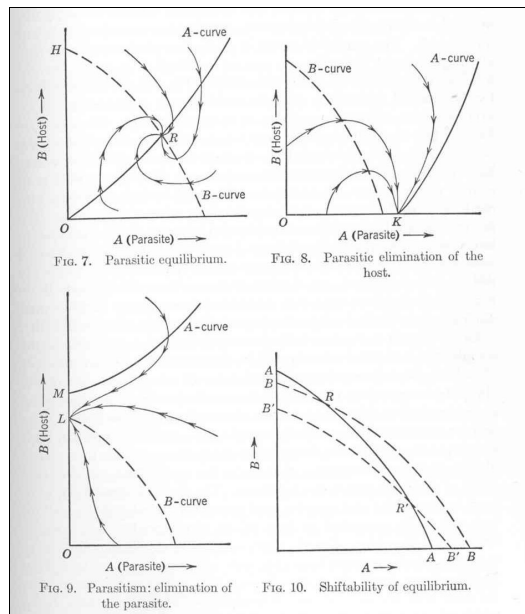 H
A-curve
B (Host) →
R
B-curve
O
A (Parasite) →
FIG. 7. Parasitic equilibrium.
B-curve
A-curve
B (Host) →
O
K
A (Parasite) →
FIG. 8. Parasitic elimination of the
host.
A-curve
M
B (Host) →
L
B-curve
O
A (Parasite) →
FIG. 9. Parasitism: elimination of
the parasite.
A
B
R
B'
B →
R'
A →
A
B'
B
FIG. 10. Shiftability of equilibrium.